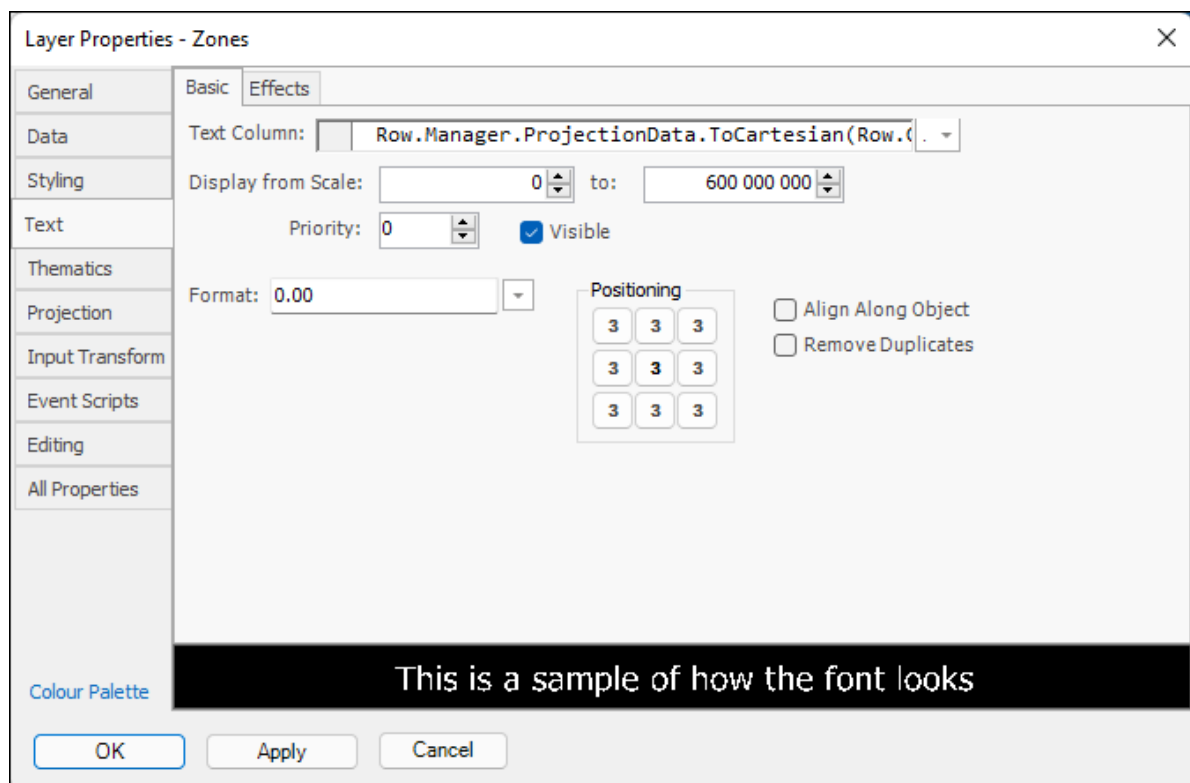 Layer Properties - Zones
General
Data
Styling
Text
Thematics
Projection
Input Transform
Event Scripts
Editing
All Properties
Colour Palette
Basic Effects
Text Column: Row.Manager.ProjectionData.ToCartesian(Row.( .
Display from Scale: 0 to: 600 000 000
Priority: 0 Visible
Format: 0.00
Positioning
3 3 3
3 3 3
3 3 3
Align Along Object
Remove Duplicates
This is a sample of how the font looks
OK Apply Cancel